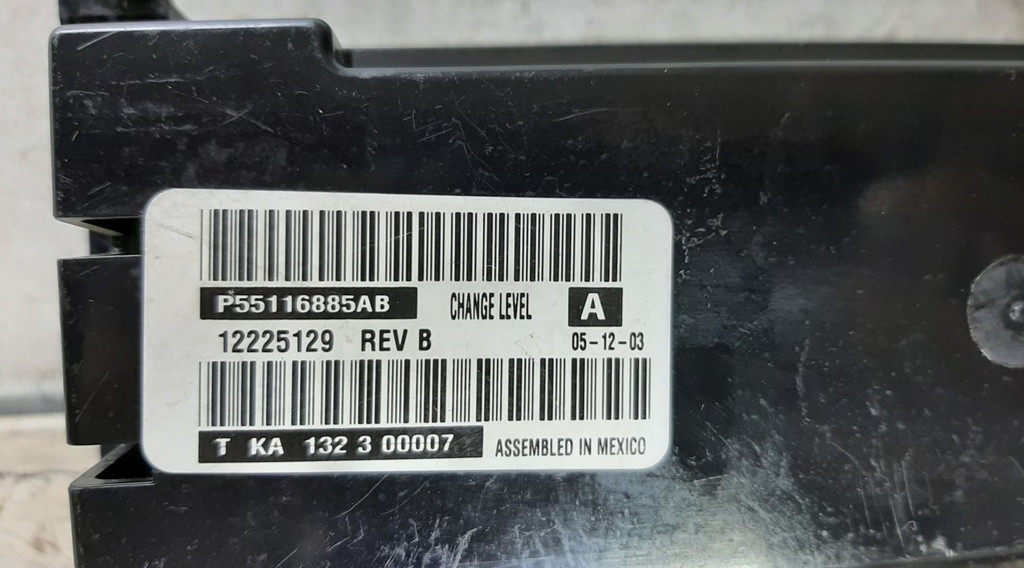 P55116885AB CHANGE LEVEL A
12225129 REV B 05-12-03
T KA 132 3 00007 ASSEMBLED IN MEXICO